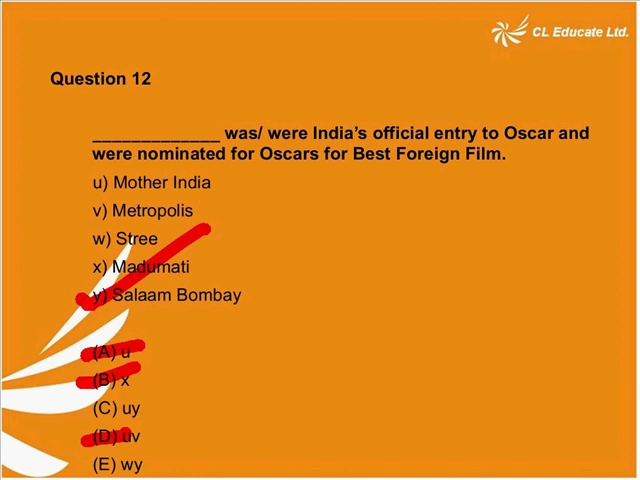 CL Educate Ltd.
Question 12
_____________ was/ were India's official entry to Oscar and
were nominated for Oscars for Best Foreign Film.
u) Mother India
v) Metropolis
w) Stree
x) Madumati
y) Salaam Bombay
(A) u
(B) x
(C) uy
(D) uv
(E) wy